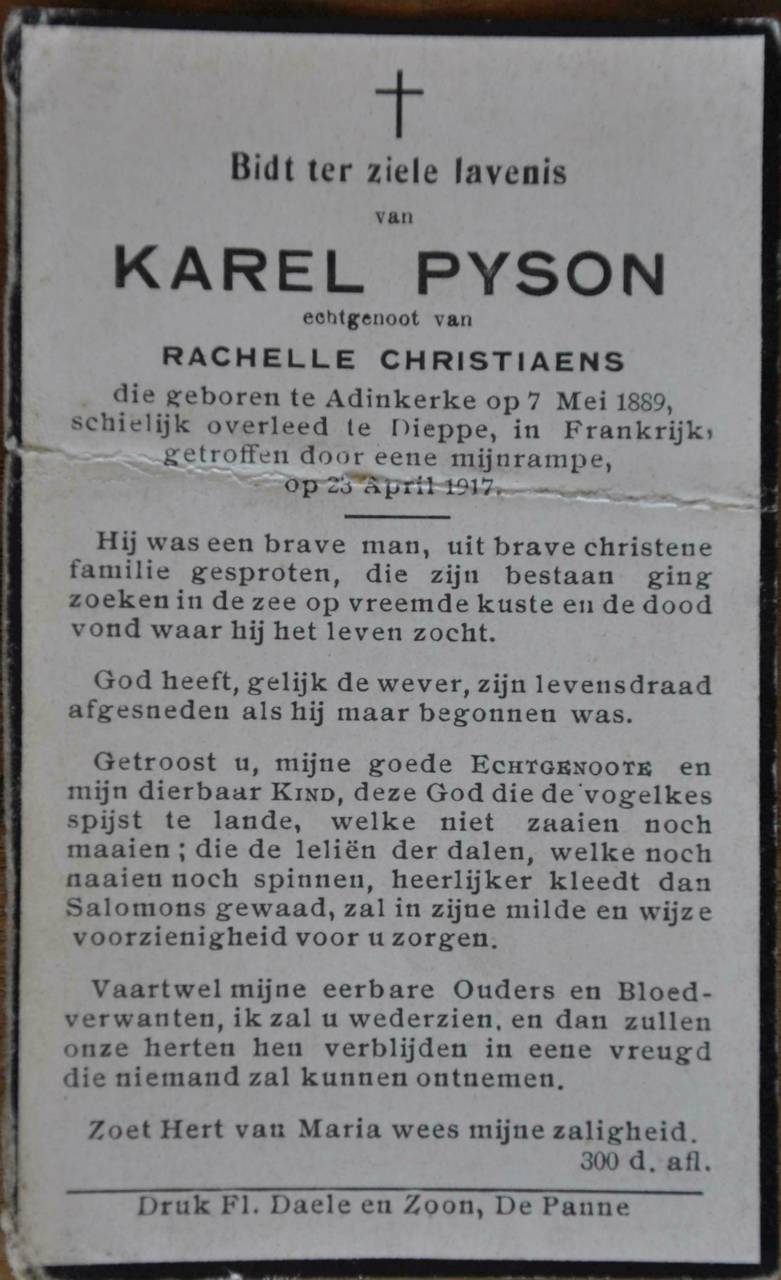 Bidt ter ziele lavenis
van
KAREL PYSON
echtgenoot van
RACHELLE CHRISTIAENS
die geboren te Adinkerke op 7 Mei 1889,
schielijk overleed te Dieppe, in Frankrijk,
getroffen door eene mijnrampe,
op 23 April 1917.
Hij was een brave man, uit brave christene
familie gesproten, die zijn bestaan ging
zoeken in de zee op vreemde kuste en de dood
vond waar hij het leven zocht.
God heeft, gelijk de wever, zijn levensdraad
afgesneden als hij maar begonnen was.
Getroost u, mijne goede ECHTGENOOTE en
mijn dierbaar KIND, deze God die de vogelkes
spijst te lande, welke niet zaaien noch
maaien ; die de leliën der dalen, welke noch
naaien noch spinnen, heerlijker kleedt dan
Salomons gewaad, zal in zijne milde en wijze
voorzienigheid voor u zorgen.
Vaartwel mijne eerbare Ouders en Bloed-
verwanten, ik zal u wederzien, en dan zullen
onze herten hen verblijden in eene vreugd
die niemand zal kunnen ontnemen.
Zoet Hert van Maria wees mijne zaligheid.
300 d. afl.
Druk Fl. Daele en Zoon, De Panne